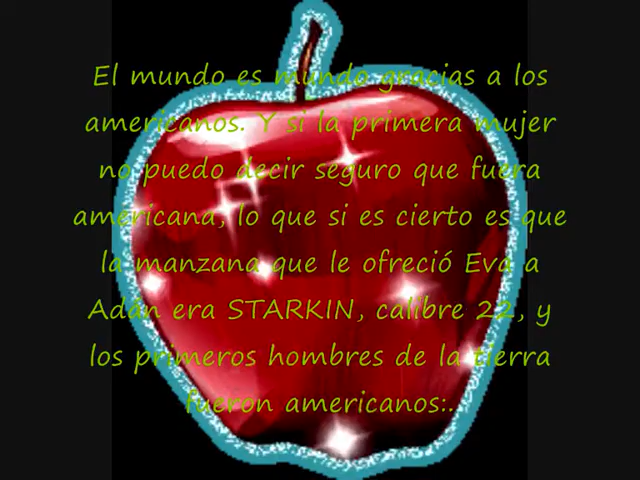 El mundo es mundo gracias a los
americanos. Y si la primera mujer
no puedo decir seguro que fuera
americana, lo que si es cierto es que
la manzana que le ofreció Eva a
Adán era STARKIN, calibre 22, y
los primeros hombres de la tierra
fueron americanos:.